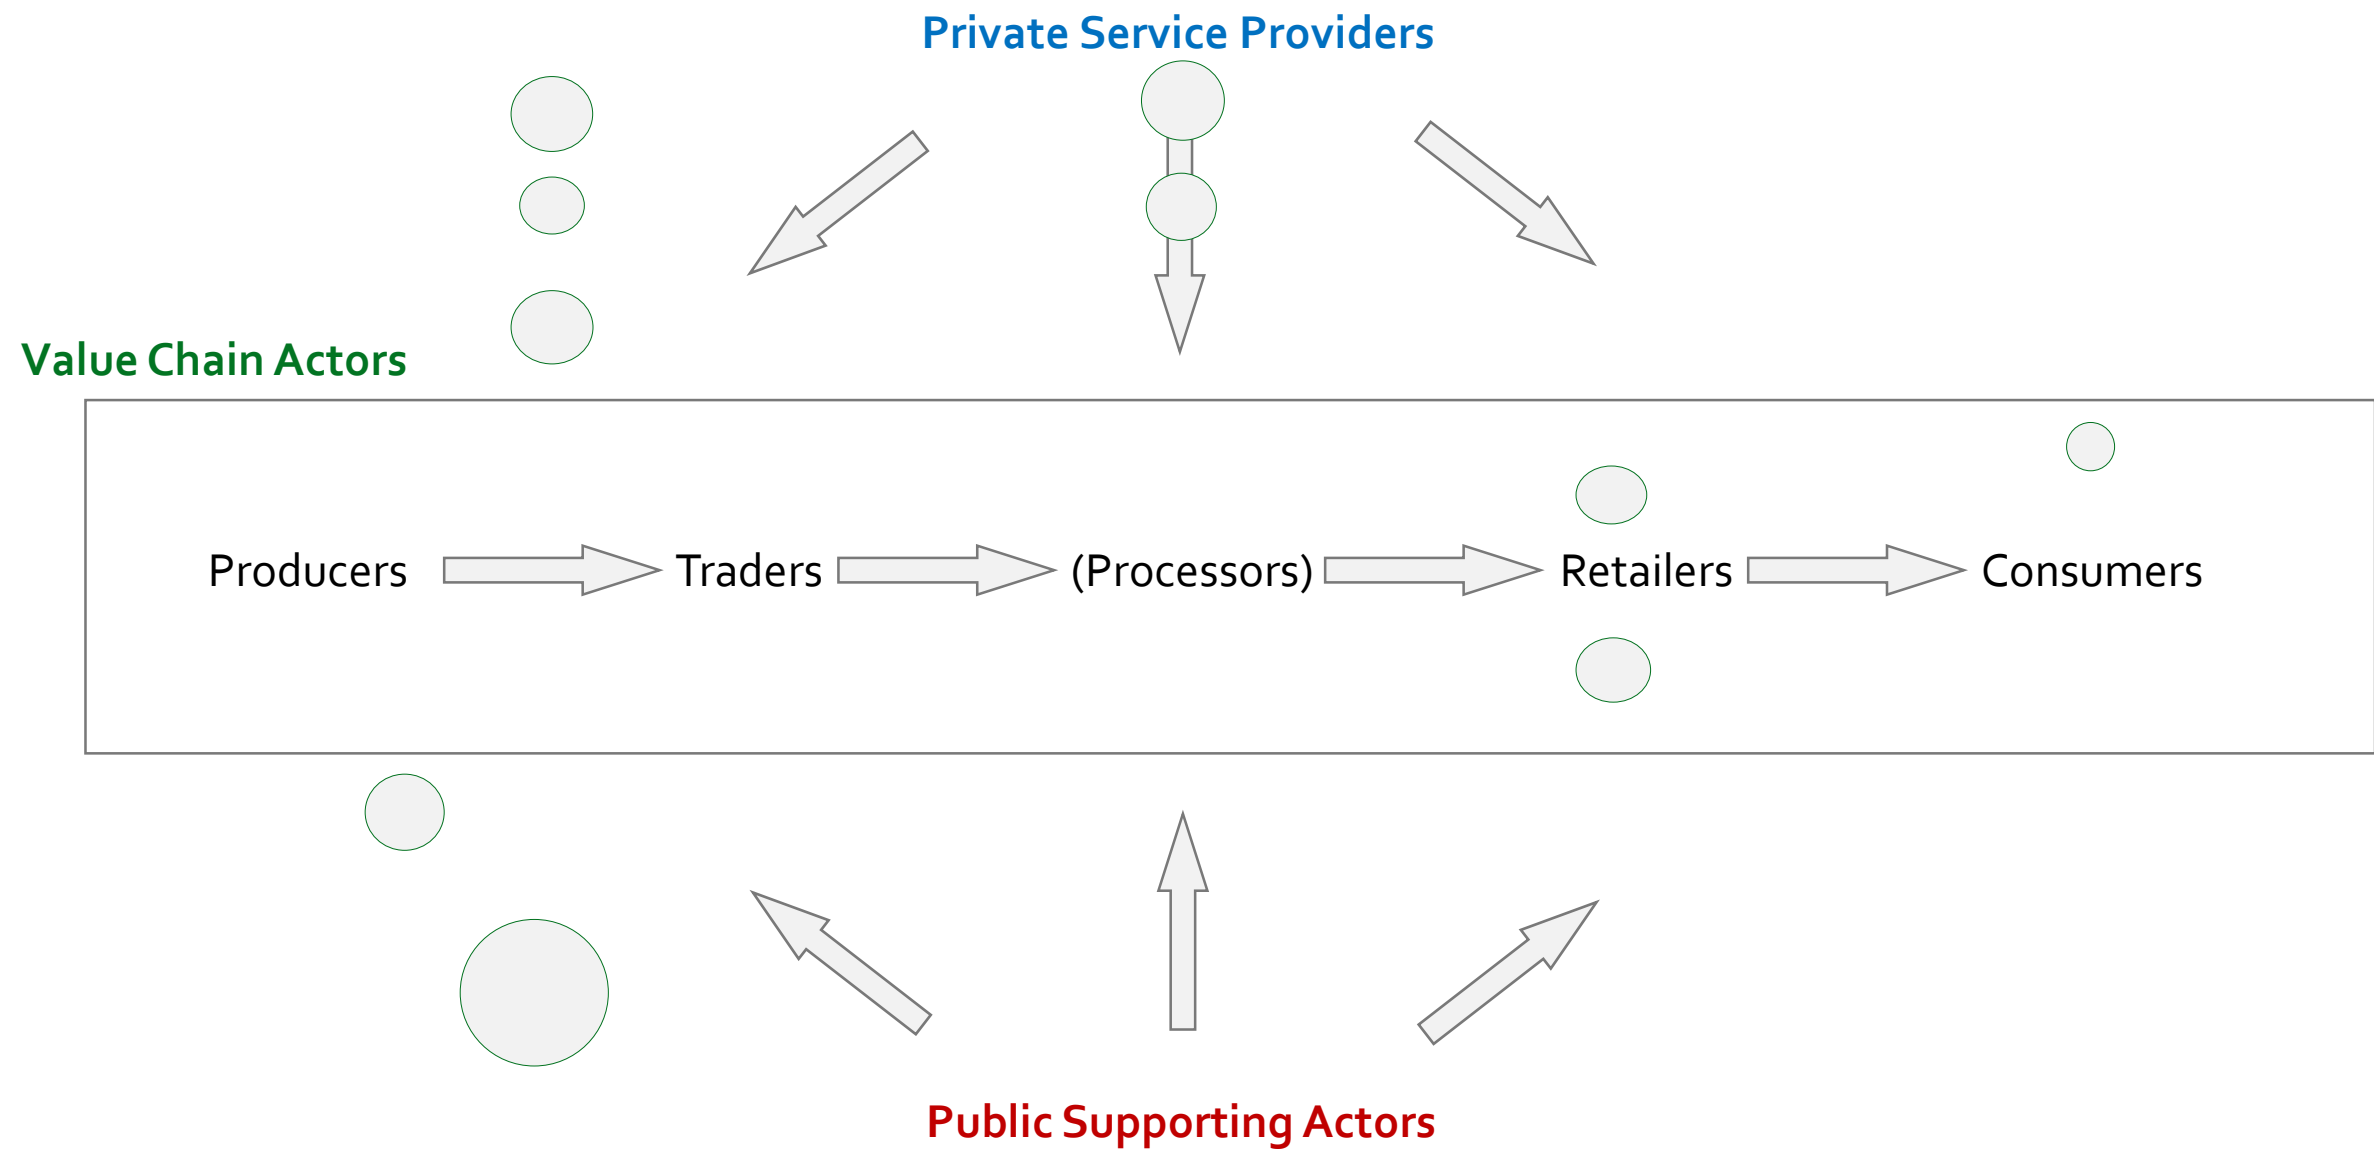 Private Service Providers
Value Chain Actors
Producers Traders (Processors) Retailers Consumers
Public Supporting Actors